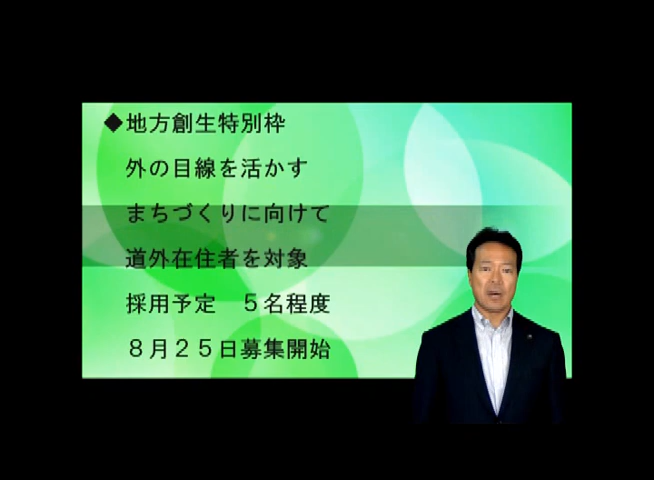 ◆地方創生特別枠
外の目線を活かす
まちづくりに向けて
道外在住者を対象
採用予定　５名程度
８月２５日募集開始